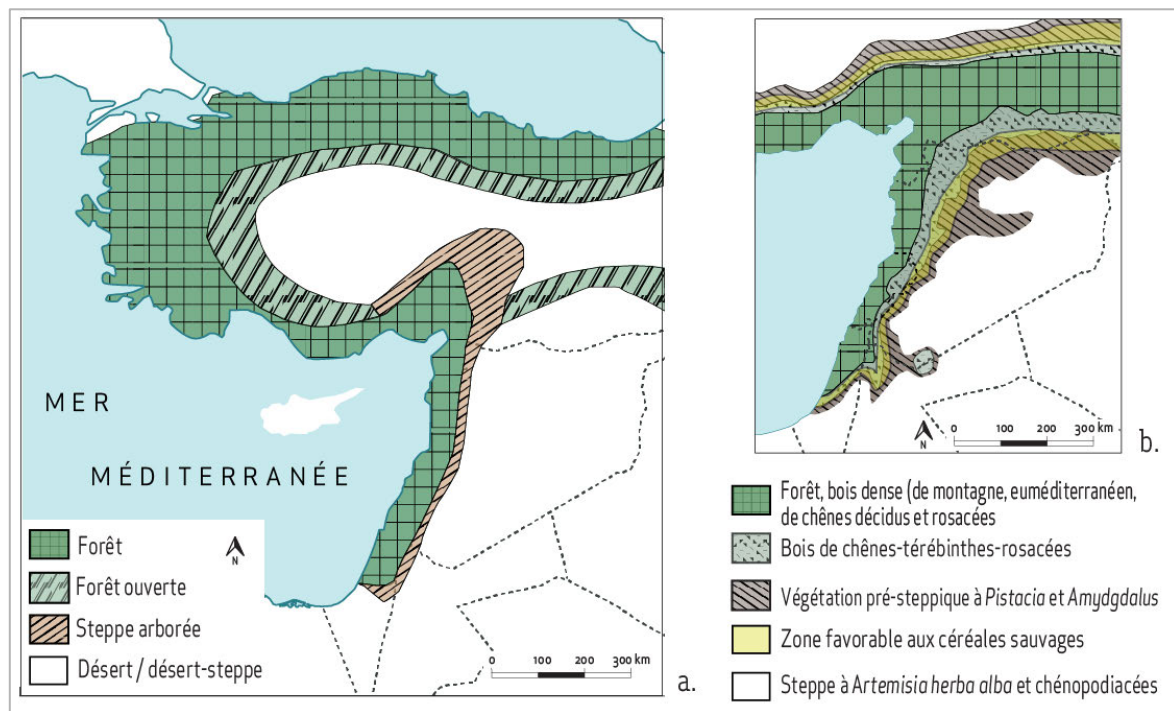 MER
MÉDITERRANÉE
Forêt
Forêt ouverte
Steppe arborée
Désert / désert-steppe
N
0 100 200 300 km
a.
N
0 100 200 300 km
b.
Forêt, bois dense (de montagne, euméditerranéen,
de chênes décidus et rosacées
Bois de chênes-térébinthes-rosacées
Végétation pré-steppique à Pistacia et Amydgdalus
Zone favorable aux céréales sauvages
Steppe à Artemisia herba alba et chénopodiacées